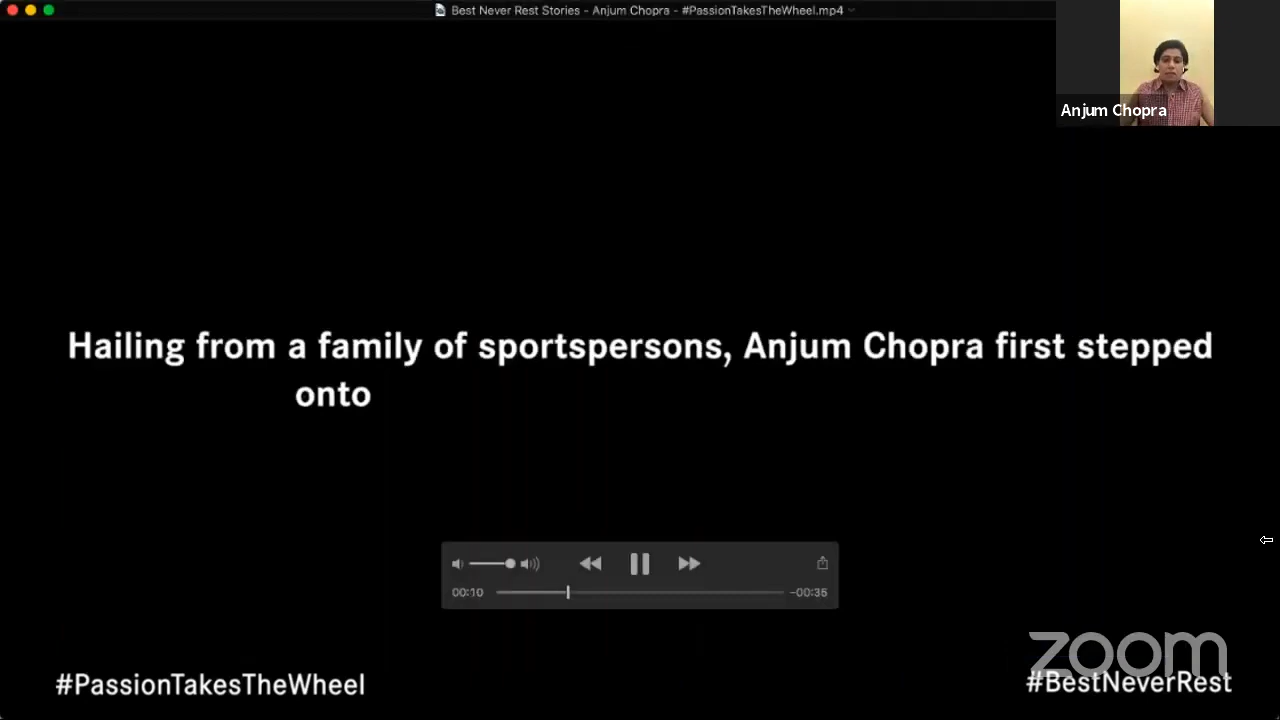 Best Never Rest Stories - Anjum Chopra - #PassionTakesTheWheel.mp4
Anjum Chopra
Hailing from a family of sportspersons, Anjum Chopra first stepped
onto
00:10
-00:35
zoom
#PassionTakesTheWheel
#BestNeverRest